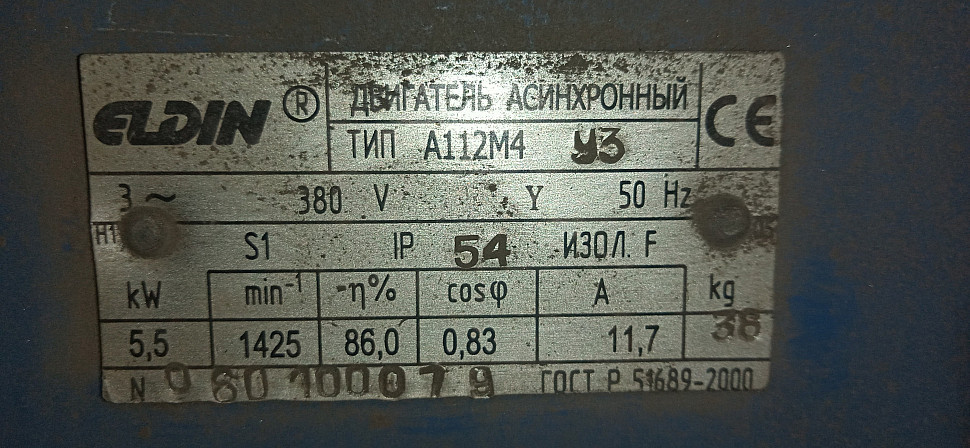 ELDIN ® ДВИГАТЕЛЬ АСИНХРОННЫЙ CE
ТИП А112М4 У3
3 ~ 380 V Y 50 Hz
S1 IP 54 ИЗОЛ. F
kW min⁻¹ η% cosφ A kg
5,5 1425 86,0 0,83 11,7 38
N 060100079 ГОСТ Р 51689-2000